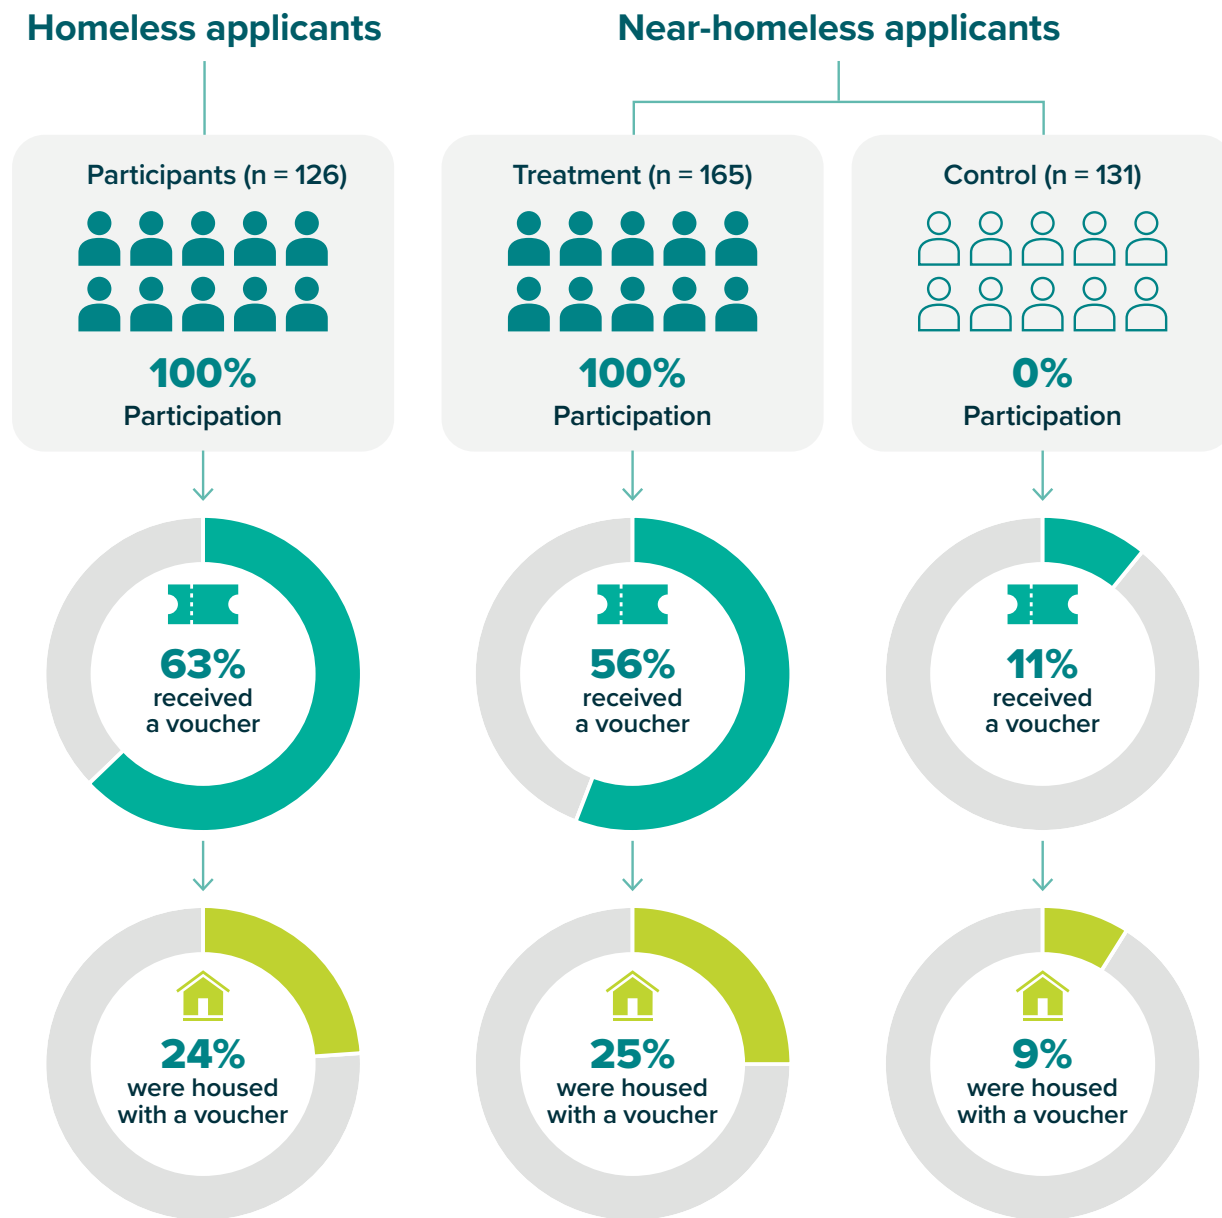 Homeless applicants
Near-homeless applicants
Participants (n = 126)
100%
Participation
Treatment (n = 165)
100%
Participation
Control (n = 131)
0%
Participation
63%
received
a voucher
56%
received
a voucher
11%
received
a voucher
24%
were housed
with a voucher
25%
were housed
with a voucher
9%
were housed
with a voucher